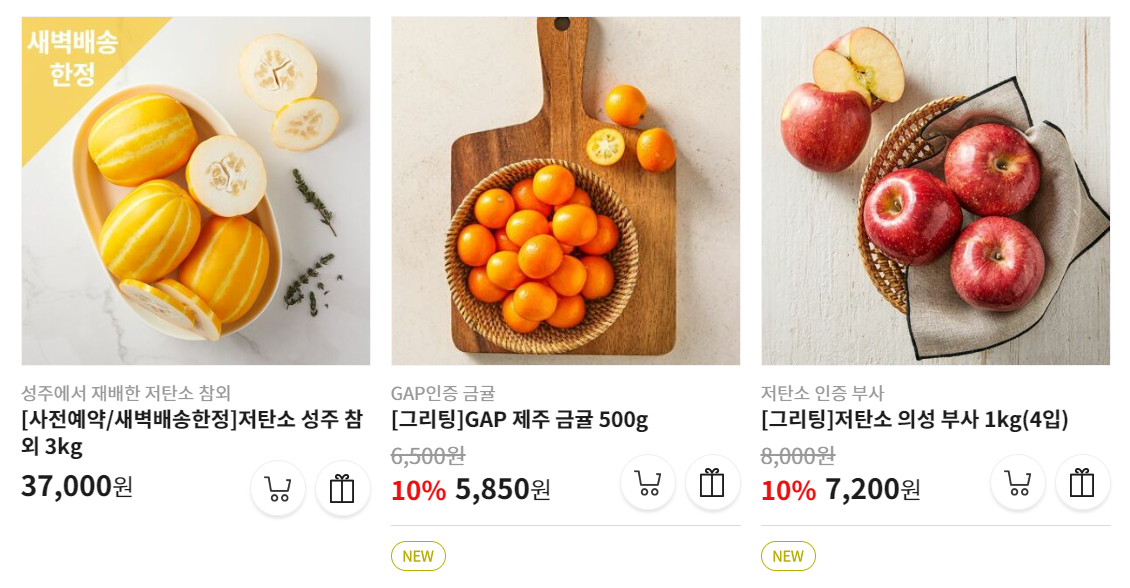 새벽배송
한정
성주에서 재배한 저탄소 참외
[사전예약/새벽배송한정]저탄소 성주 참
외 3kg
37,000원
GAP인증 금귤
[그리팅]GAP 제주 금귤 500g
6,500원
10% 5,850원
NEW
저탄소 인증 부사
[그리팅]저탄소 의성 부사 1kg(4입)
8,000원
10% 7,200원
NEW